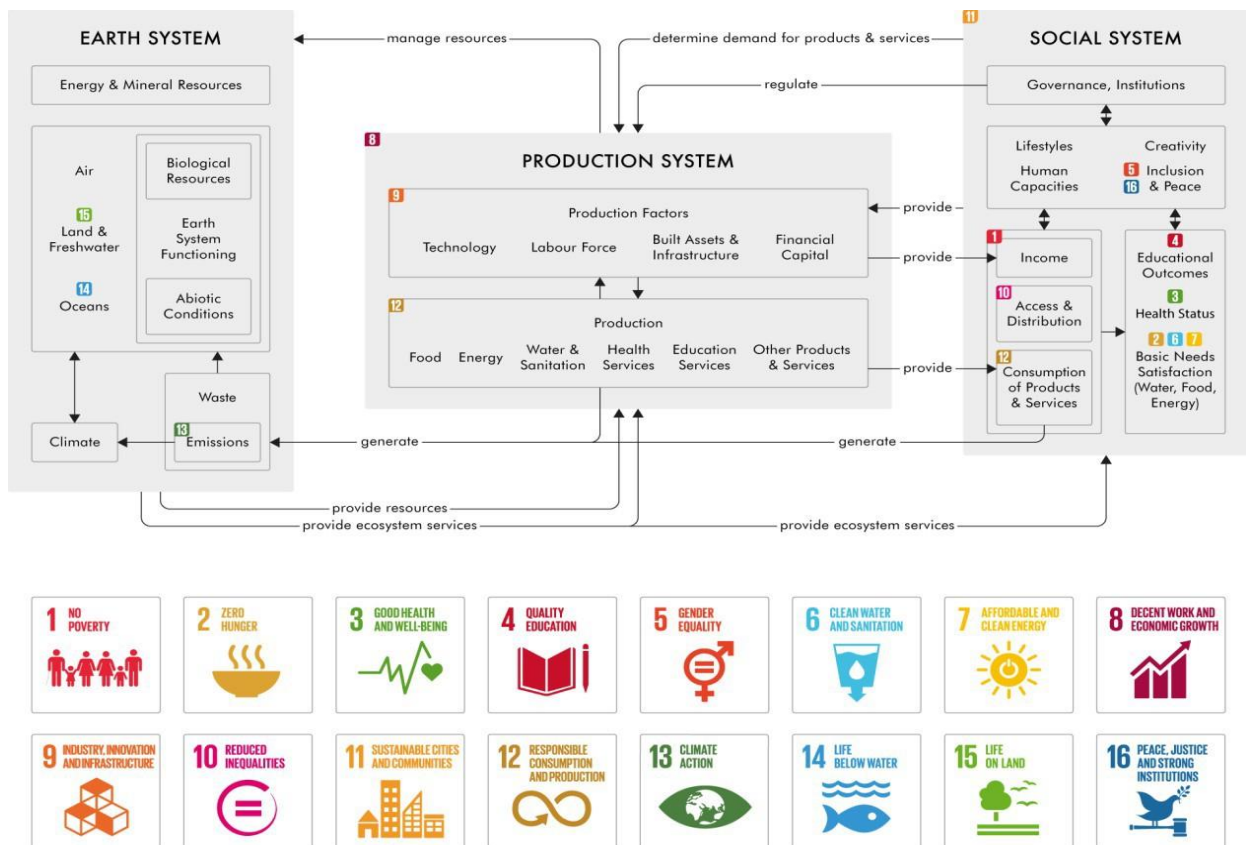 EARTH SYSTEM
Energy & Mineral Resources
Air
15
Land &
Freshwater
14
Oceans
Biological
Resources
Earth
System
Functioning
Abiotic
Conditions
Waste
13
Emissions
Climate
manage resources
determine demand for products & services
regulate
8
PRODUCTION SYSTEM
9
Production Factors
Technology
Labour Force
Built Assets &
Infrastructure
Financial
Capital
12
Production
Food
Energy
Water &
Sanitation
Health
Services
Education
Services
Other Products
& Services
provide
provide
provide
generate
generate
provide resources
provide ecosystem services
provide ecosystem services
11
SOCIAL SYSTEM
Governance, Institutions
Lifestyles
Human
Capacities
Creativity
5 Inclusion
16 & Peace
1
Income
10
Access &
Distribution
12
Consumption
of Products
& Services
4
Educational
Outcomes
3
Health Status
2 6 7
Basic Needs
Satisfaction
(Water, Food,
Energy)
1 NO
POVERTY
2 ZERO
HUNGER
3 GOOD HEALTH
AND WELL-BEING
4 QUALITY
EDUCATION
5 GENDER
EQUALITY
6 CLEAN WATER
AND SANITATION
7 AFFORDABLE AND
CLEAN ENERGY
8 DECENT WORK AND
ECONOMIC GROWTH
9 INDUSTRY, INNOVATION
AND INFRASTRUCTURE
10 REDUCED
INEQUALITIES
11 SUSTAINABLE CITIES
AND COMMUNITIES
12 RESPONSIBLE
CONSUMPTION
AND PRODUCTION
13 CLIMATE
ACTION
14 LIFE
BELOW WATER
15 LIFE
ON LAND
16 PEACE, JUSTICE
AND STRONG
INSTITUTIONS